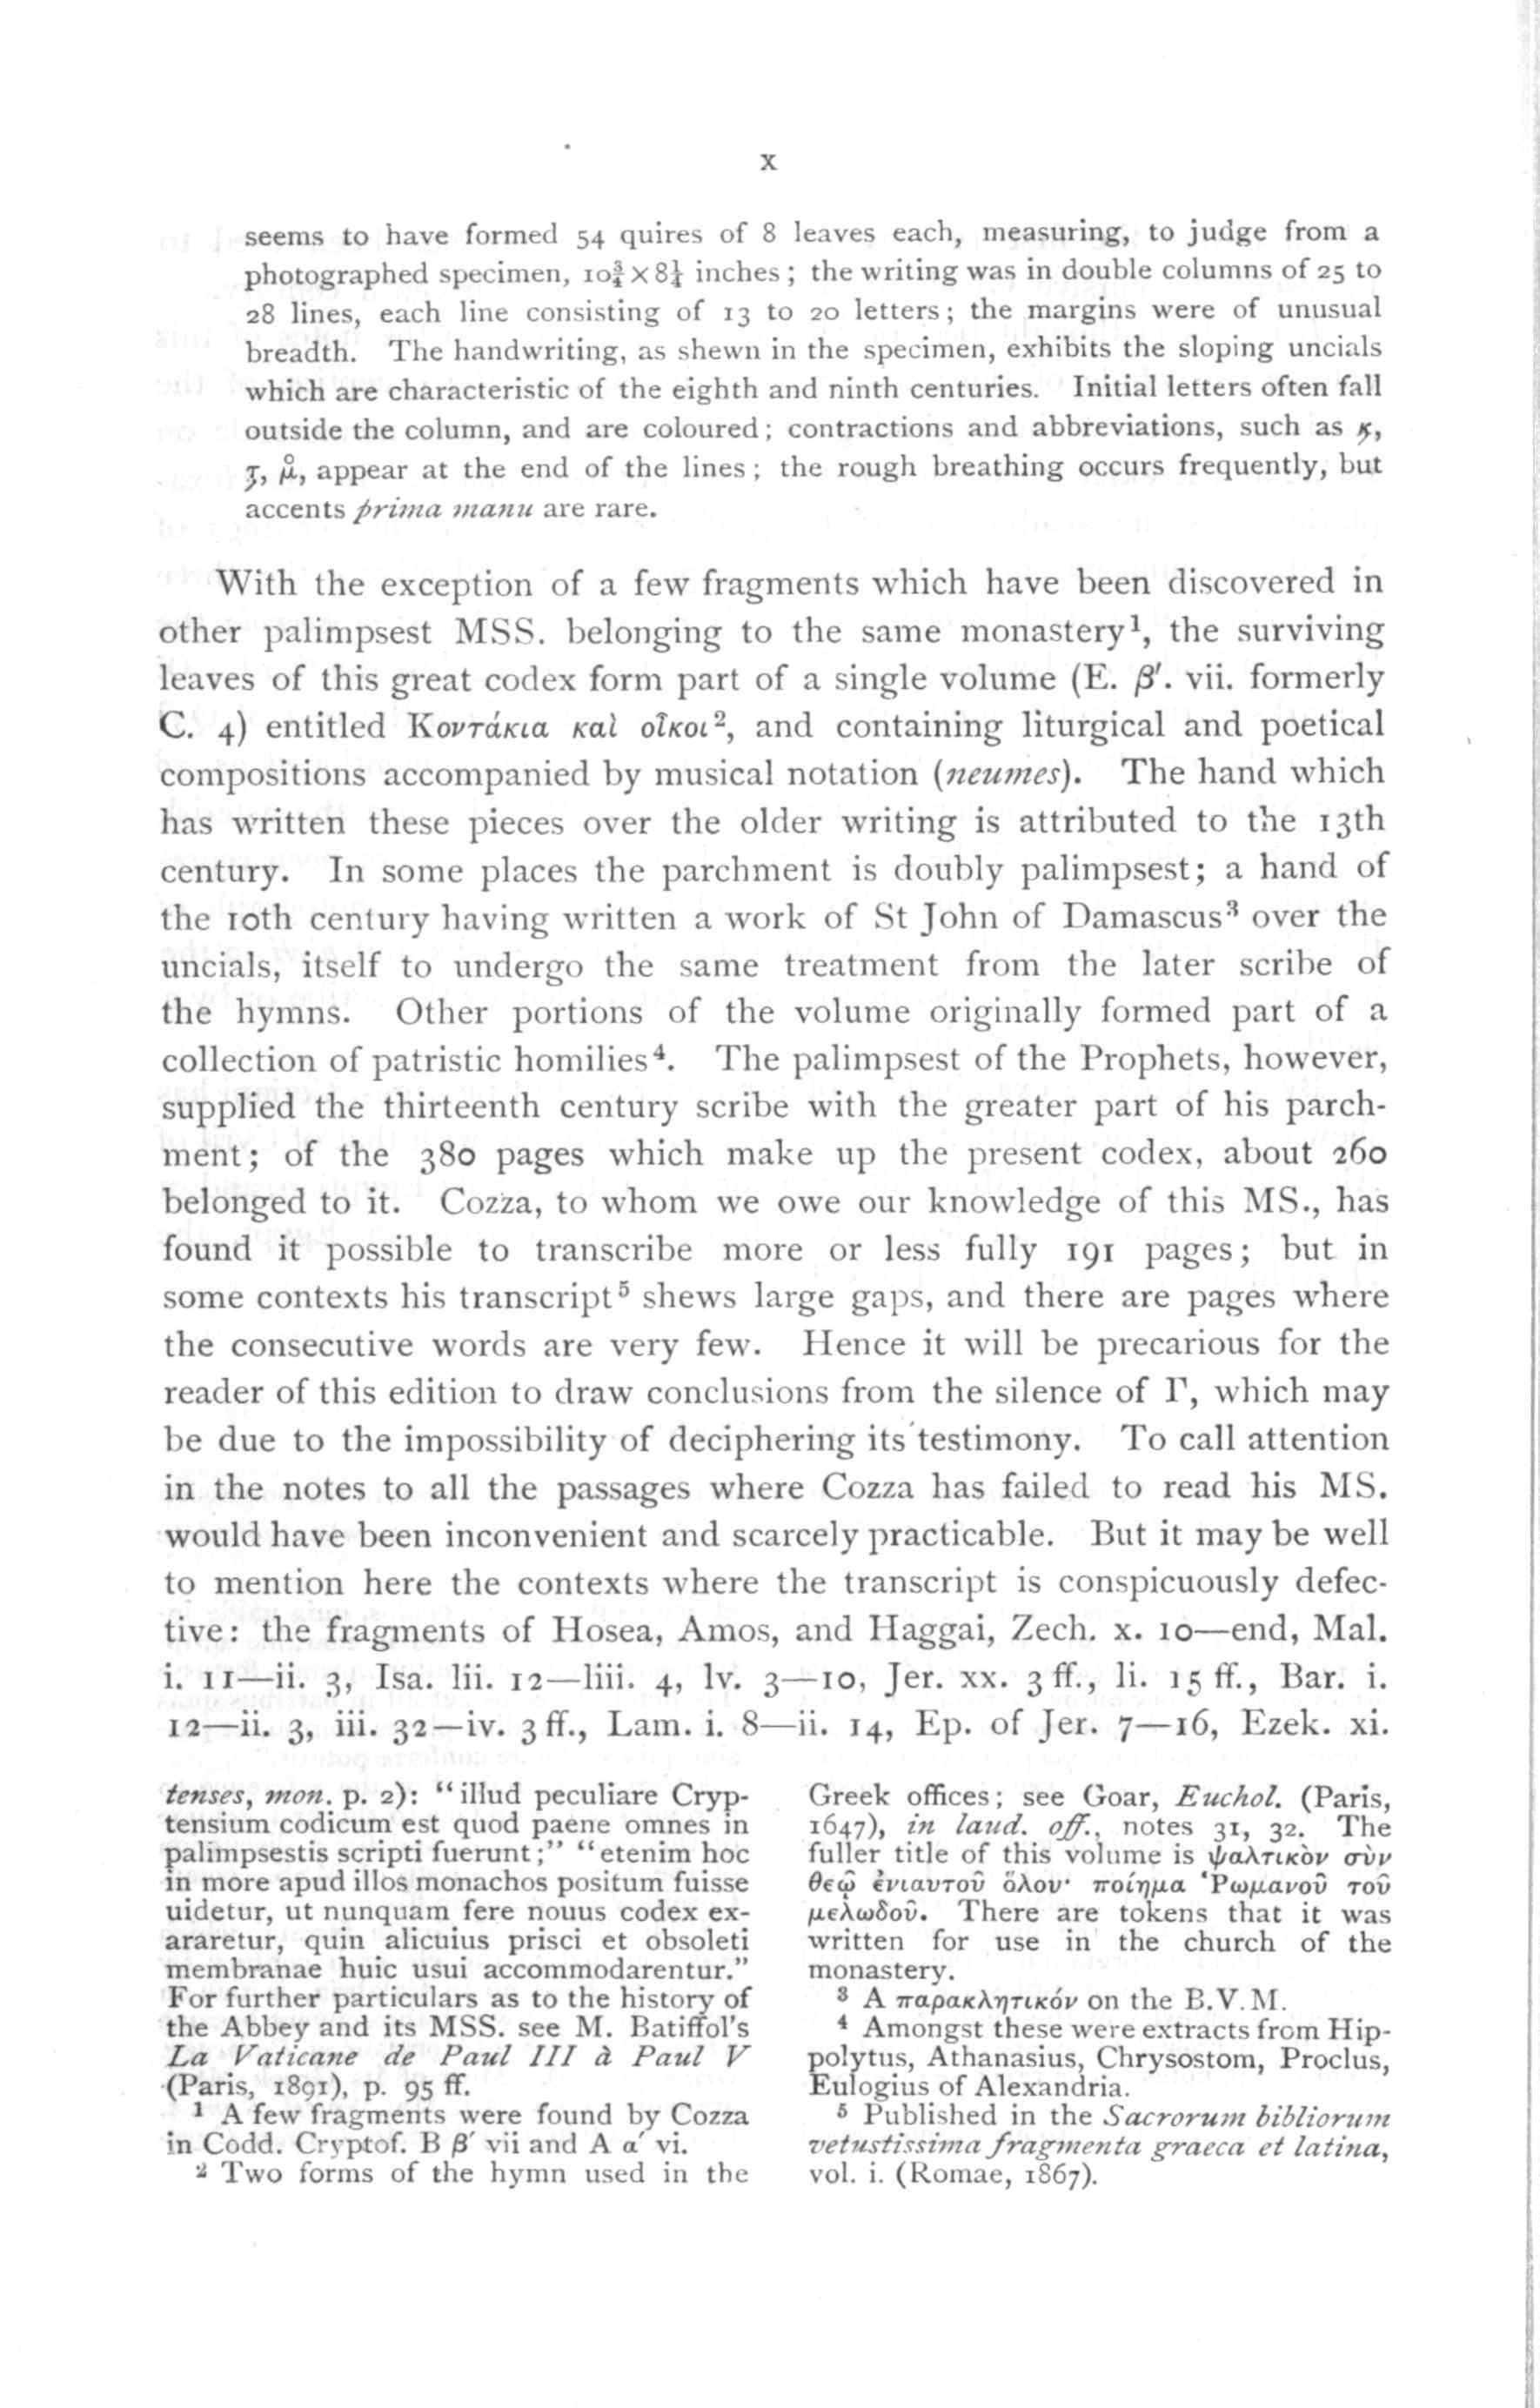 x
seems to have formed 54 quires of 8 leaves each, measuring, to judge from a
photographed specimen, 10¾ × 8¼ inches; the writing was in double columns of 25 to
28 lines, each line consisting of 13 to 20 letters; the margins were of unusual
breadth. The handwriting, as shewn in the specimen, exhibits the sloping uncials
which are characteristic of the eighth and ninth centuries. Initial letters often fall
outside the column, and are coloured; contractions and abbreviations, such as
appear at the end of the lines; the rough breathing occurs frequently, but
accents prima manu are rare.
With the exception of a few fragments which have been discovered in
other palimpsest MSS. belonging to the same monastery¹, the surviving
leaves of this great codex form part of a single volume (E. β′. vii. formerly
C. 4) entitled Κοντάκια καὶ οἶκοι², and containing liturgical and poetical
compositions accompanied by musical notation (neumes). The hand which
has written these pieces over the older writing is attributed to the 13th
century. In some places the parchment is doubly palimpsest; a hand of
the 10th century having written a work of St John of Damascus³ over the
uncials, itself to undergo the same treatment from the later scribe of
the hymns. Other portions of the volume originally formed part of a
collection of patristic homilies⁴. The palimpsest of the Prophets, however,
supplied the thirteenth century scribe with the greater part of his parch-
ment; of the 380 pages which make up the present codex, about 260
belonged to it. Cozza, to whom we owe our knowledge of this MS., has
found it possible to transcribe more or less fully 191 pages; but in
some contexts his transcript⁵ shews large gaps, and there are pages where
the consecutive words are very few. Hence it will be precarious for the
reader of this edition to draw conclusions from the silence of Γ, which may
be due to the impossibility of deciphering its testimony. To call attention
in the notes to all the passages where Cozza has failed to read his MS.
would have been inconvenient and scarcely practicable. But it may be well
to mention here the contexts where the transcript is conspicuously defec-
tive: the fragments of Hosea, Amos, and Haggai, Zech. x. 10—end, Mal.
i. 11—ii. 3, Isa. lii. 12—liii. 4, lv. 3—10, Jer. xx. 3 ff., li. 15 ff., Bar. i.
12—ii. 3, iii. 32—iv. 3 ff., Lam. i. 8—ii. 14, Ep. of Jer. 7—16, Ezek. xi.
tenses, mon. p. 2): “illud peculiare Cryp-
tensium codicum est quod paene omnes in
palimpsestis scripti fuerunt;” “etenim hoc
in more apud illos monachos positum fuisse
uidetur, ut nunquam fere nouus codex ex-
araretur, quin alicuius prisci et obsoleti
membranae huic usui accommodarentur.”
For further particulars as to the history of
the Abbey and its MSS. see M. Batiffol's
La Vaticane de Paul III à Paul V
(Paris, 1891), p. 95 ff.
¹ A few fragments were found by Cozza
in Codd. Cryptof. B β′ vii and A α′ vi.
² Two forms of the hymn used in the
Greek offices; see Goar, Euchol. (Paris,
1647), in laud. off., notes 31, 32. The
fuller title of this volume is ψαλτικὸν σὺν
θεῷ ἐνιαυτοῦ ὅλου· ποίημα Ῥωμανοῦ τοῦ
μελωδοῦ. There are tokens that it was
written for use in the church of the
monastery.
³ A παρακλητικόν on the B.V.M.
⁴ Amongst these were extracts from Hip-
polytus, Athanasius, Chrysostom, Proclus,
Eulogius of Alexandria.
⁵ Published in the Sacrorum bibliorum
vetustissima fragmenta graeca et latina,
vol. i. (Romae, 1867).